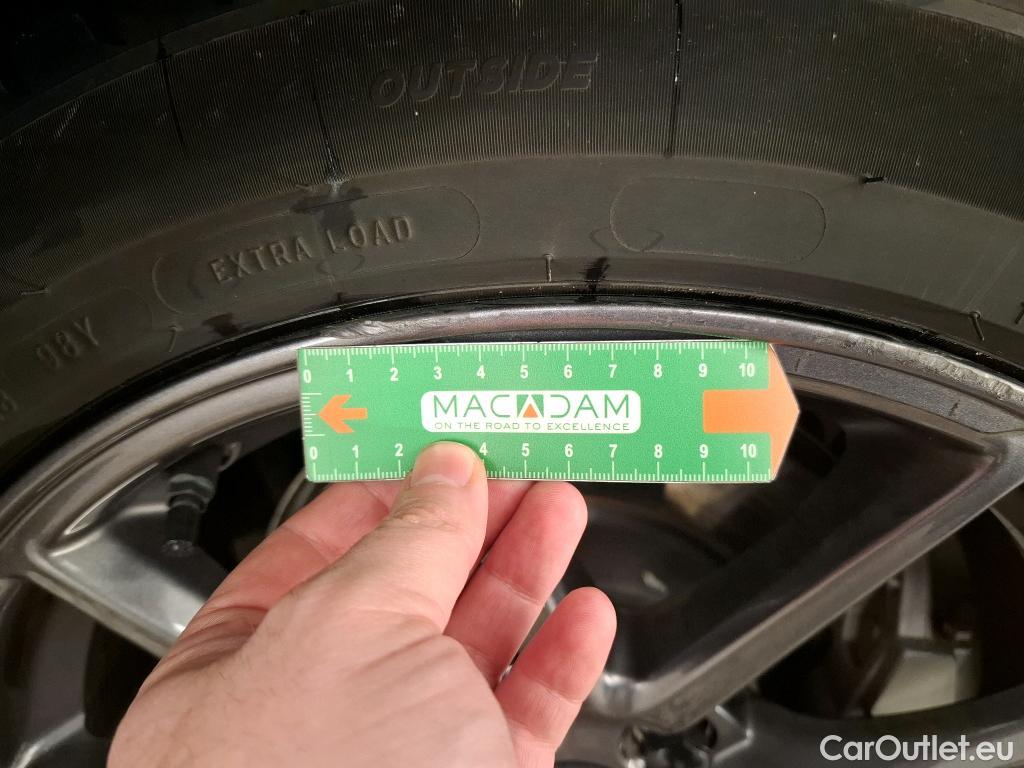 OUTSIDE
EXTRA LOAD
98Y
0 1 2 3 4 5 6 7 8 9 10
MACADAM
ON THE ROAD TO EXCELLENCE
0 1 2 4 5 6 7 8 9 10
CarOutlet.eu